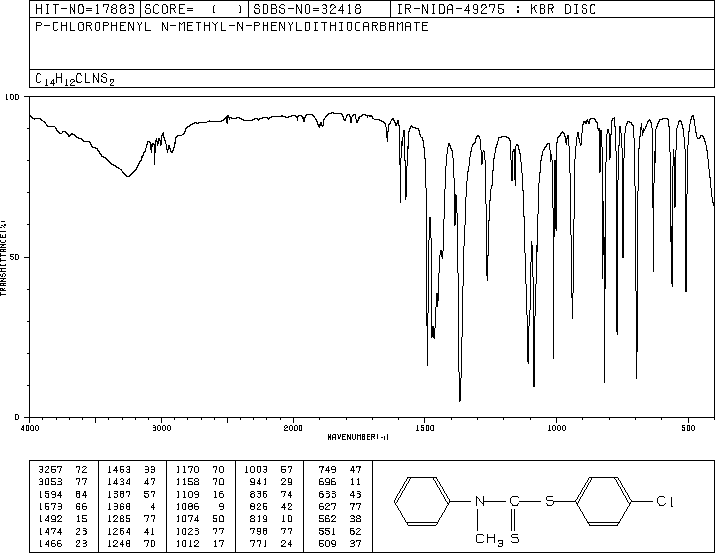 HIT-NO=17883 SCORE= ( ) SDBS-NO=32418 IR-NIDA-49275 : KBR DISC
P-CHLOROPHENYL N-METHYL-N-PHENYLDITHIOCARBAMATE
C14H12CLNS2
100
50
0
TRANSMITTANCE(%)
4000 3000 2000 1500 1000 500
WAVENUMBER(-1)
3267 72 1453 39 1170 70 1003 57 749 47
3053 77 1434 47 1158 70 941 29 696 11
1594 64 1387 57 1109 16 836 74 633 43
1573 66 1368 4 1086 9 826 42 627 77
1492 15 1285 77 1074 50 819 10 562 38
1474 23 1264 41 1023 77 798 77 551 62
1466 23 1248 70 1012 17 771 24 509 37
N C S Cl
CH3 S